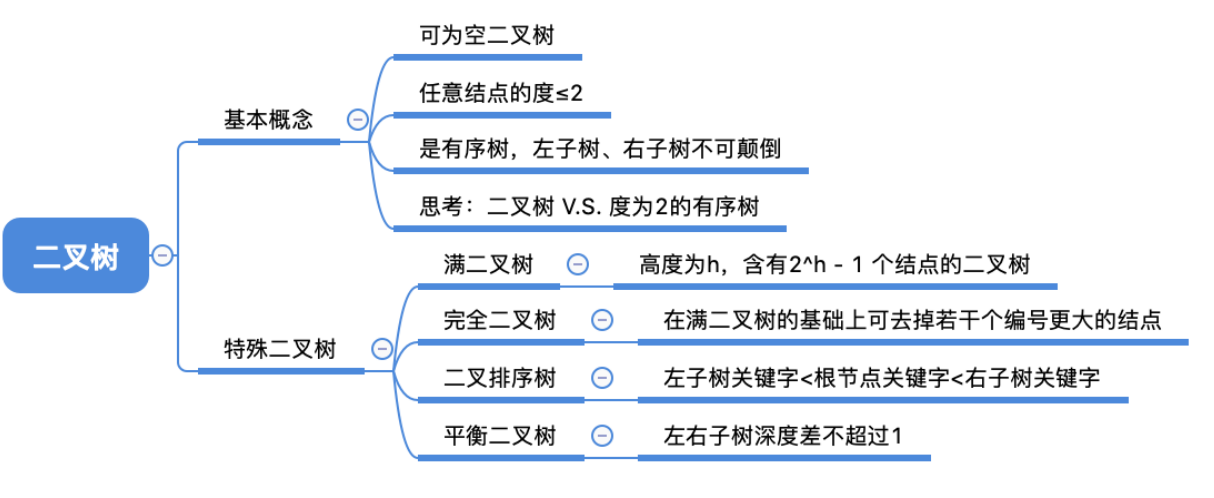 可为空二叉树
任意结点的度≤2
基本概念
是有序树，左子树、右子树不可颠倒
思考：二叉树 V.S. 度为2的有序树
二叉树
满二叉树
高度为h，含有2^h - 1 个结点的二叉树
完全二叉树
在满二叉树的基础上可去掉若干个编号更大的结点
特殊二叉树
二叉排序树
左子树关键字<根节点关键字<右子树关键字
平衡二叉树
左右子树深度差不超过1